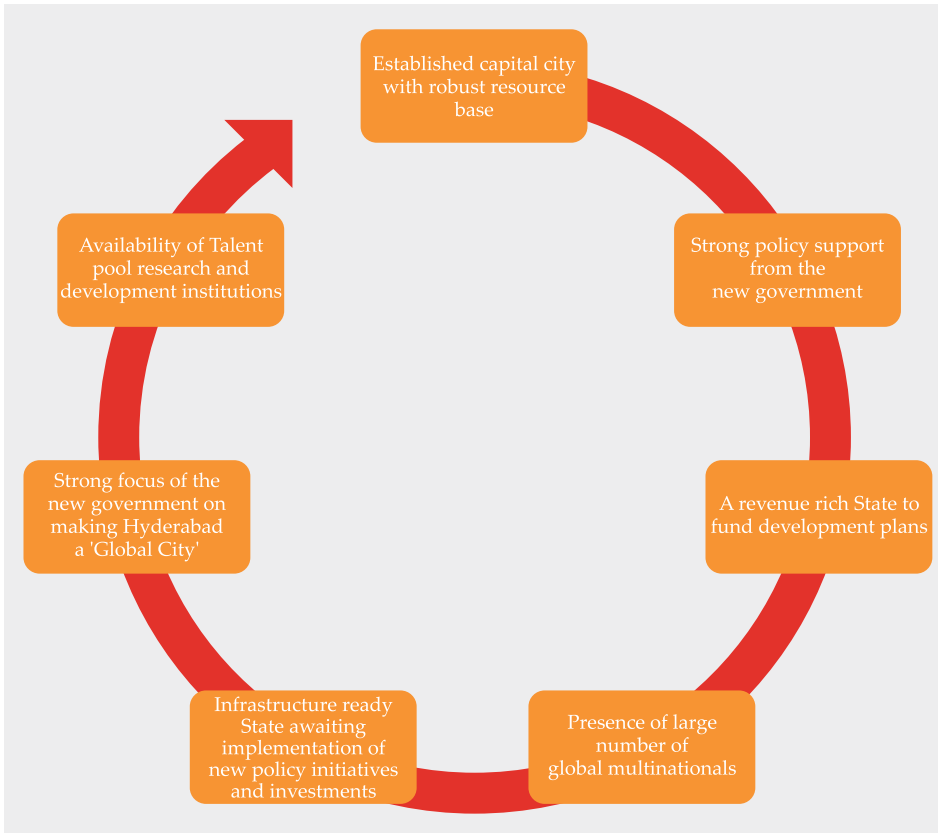 Established capital city
with robust resource
base
Strong policy support
from the
new government
A revenue rich State to
fund development plans
Presence of large
number of
global multinationals
Infrastructure ready
State awaiting
implementation of
new policy initiatives
and investments
Strong focus of the
new government on
making Hyderabad
a 'Global City'
Availability of Talent
pool research and
development institutions